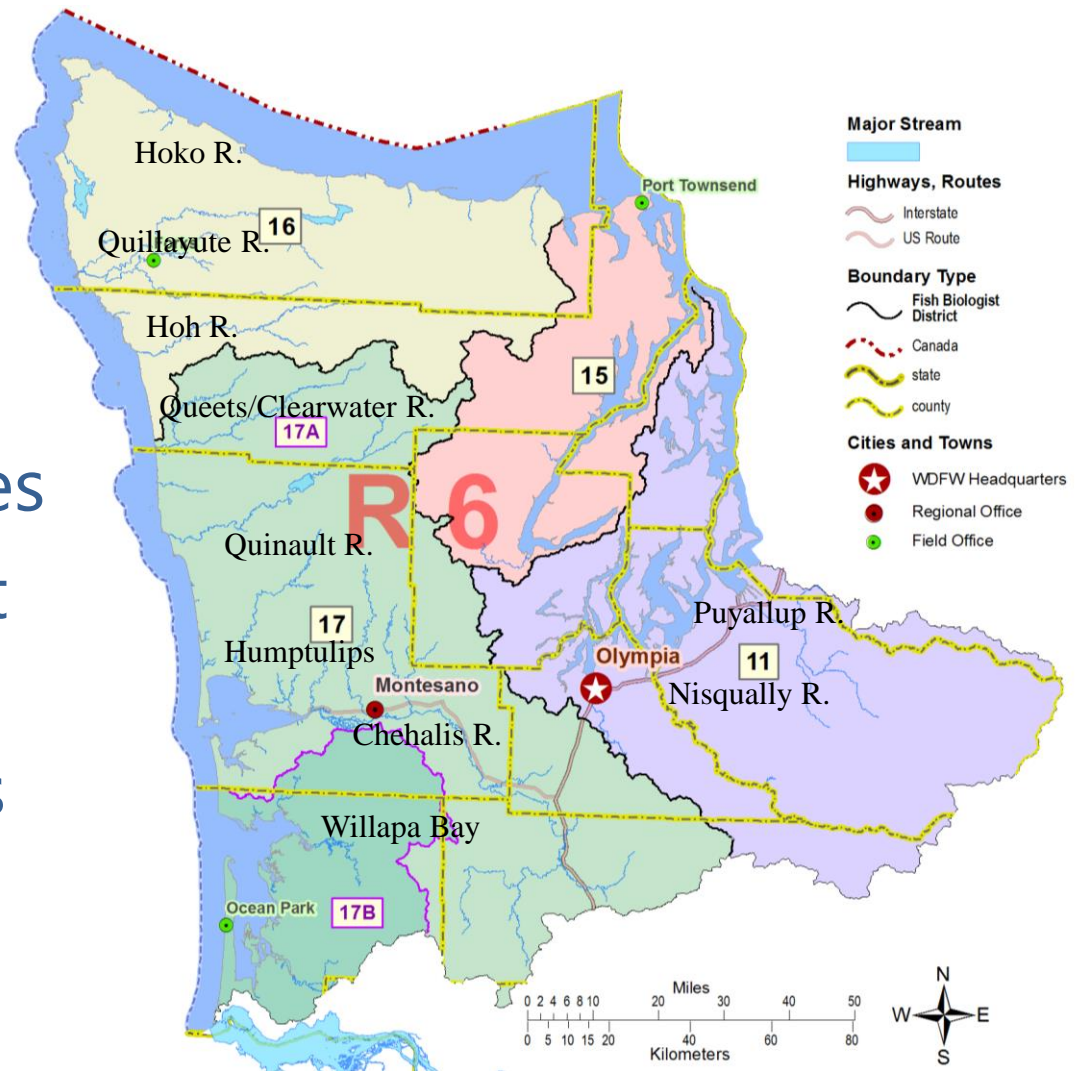 Hoko R.
Port Townsend
16
Quillayute R.
Hoh R.
15
Queets/Clearwater R.
17A
es
R 6
Quinault R.
t
17
Puyallup R.
Humptulips
Olympia
11
Montesano
Nisqually R.
Chehalis R.
s
Willapa Bay
Ocean Park
17B
Major Stream
Highways, Routes
Interstate
US Route
Boundary Type
Fish Biologist
District
Canada
state
county
Cities and Towns
WDFW Headquarters
Regional Office
Field Office
Miles
0 2 4 6 8 10 20 30 40 50
0 5 10 15 20 40 60 80
Kilometers
N
W E
S